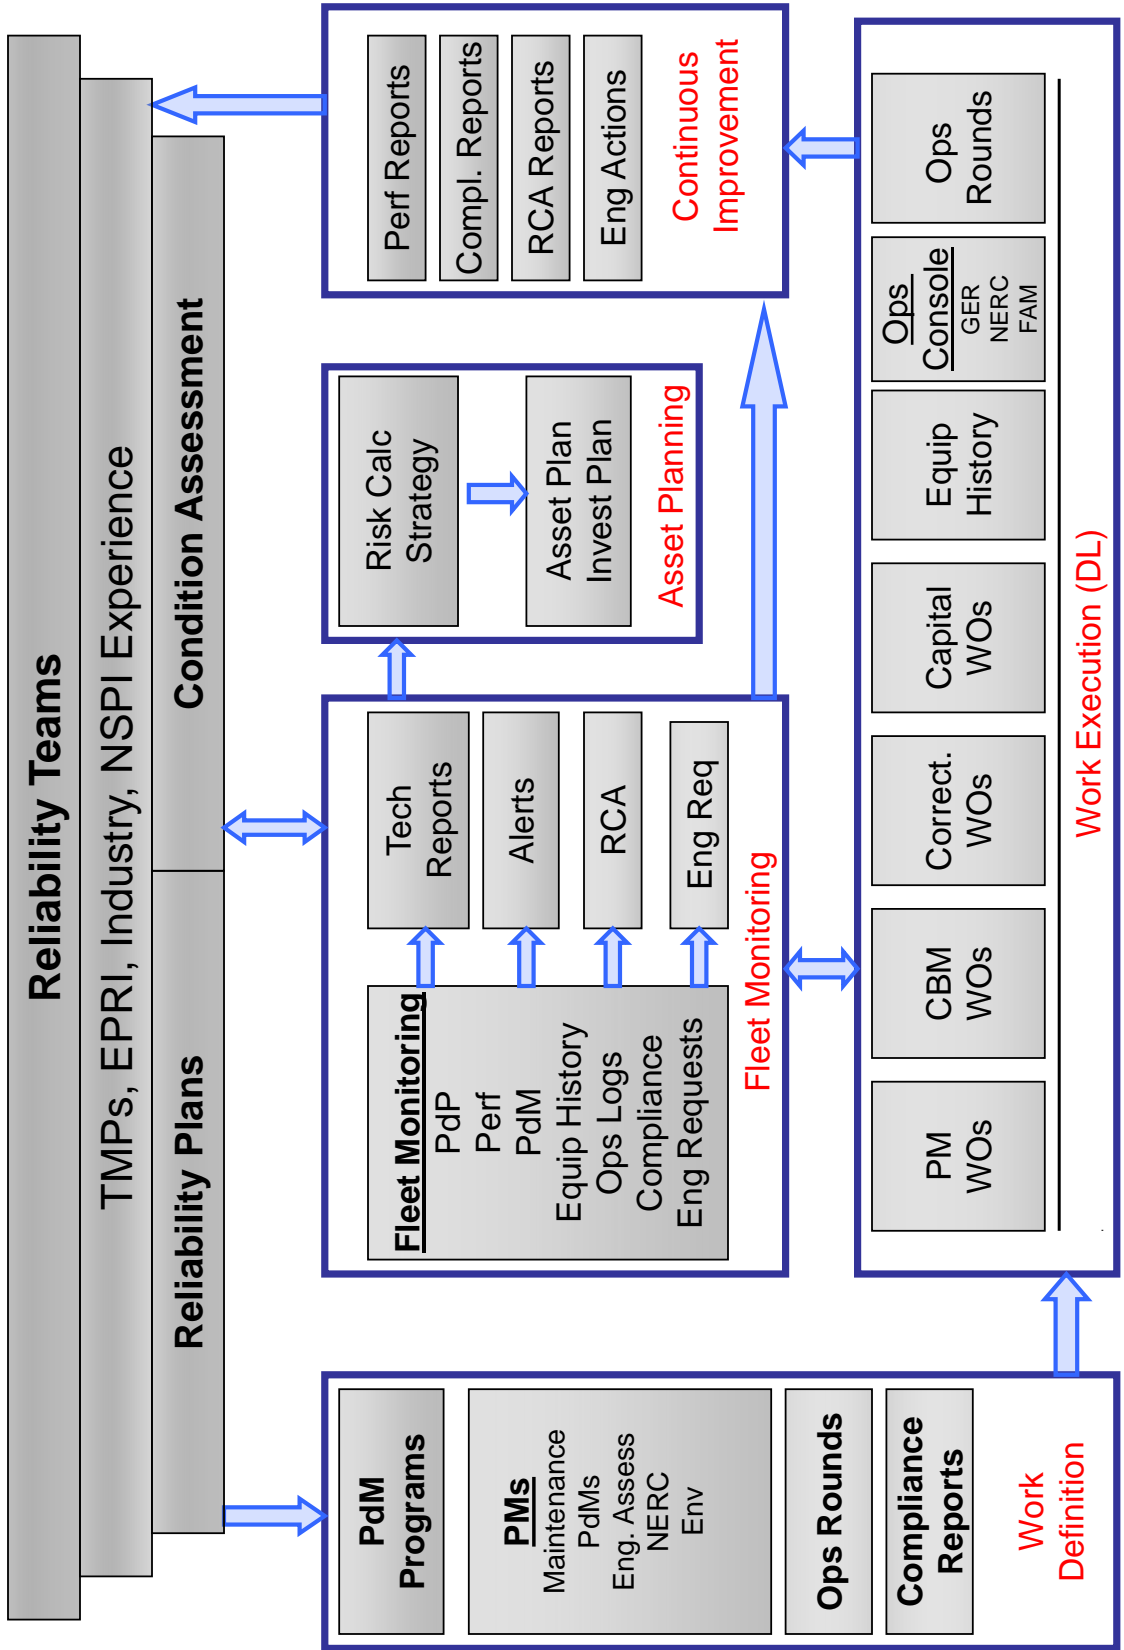 Reliability Teams
TMPs, EPRI, Industry, NSPI Experience
Reliability Plans
Condition Assessment
PdM
Programs
PMs
Maintenance
PdMs
Eng. Assess
NERC
Env
Ops Rounds
Compliance
Reports
Work
Definition
Fleet Monitoring
PdP
Perf
PdM
Equip History
Ops Logs
Compliance
Eng Requests
Tech
Reports
Alerts
RCA
Eng Req
Fleet Monitoring
Risk Calc
Strategy
Asset Plan
Invest Plan
Asset Planning
Perf Reports
Compl. Reports
RCA Reports
Eng Actions
Continuous
Improvement
PM
WOs
CBM
WOs
Correct.
WOs
Capital
WOs
Equip
History
Ops
Console
GER
NERC
FAM
Ops
Rounds
Work Execution (DL)